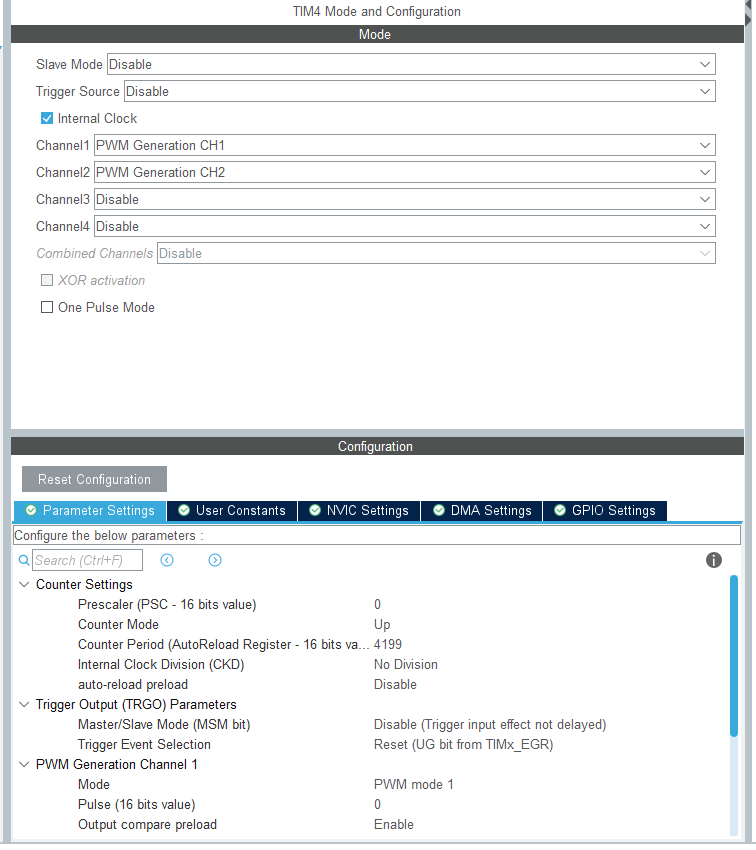 TIM4 Mode and Configuration
Mode
Slave Mode Disable
Trigger Source Disable
Internal Clock
Channel1 PWM Generation CH1
Channel2 PWM Generation CH2
Channel3 Disable
Channel4 Disable
Combined Channels Disable
XOR activation
One Pulse Mode
Configuration
Reset Configuration
Parameter Settings User Constants NVIC Settings DMA Settings GPIO Settings
Configure the below parameters :
Search (Ctrl+F)
Counter Settings
Prescaler (PSC - 16 bits value) 0
Counter Mode Up
Counter Period (AutoReload Register - 16 bits va... 4199
Internal Clock Division (CKD) No Division
auto-reload preload Disable
Trigger Output (TRGO) Parameters
Master/Slave Mode (MSM bit) Disable (Trigger input effect not delayed)
Trigger Event Selection Reset (UG bit from TIMx_EGR)
PWM Generation Channel 1
Mode PWM mode 1
Pulse (16 bits value) 0
Output compare preload Enable